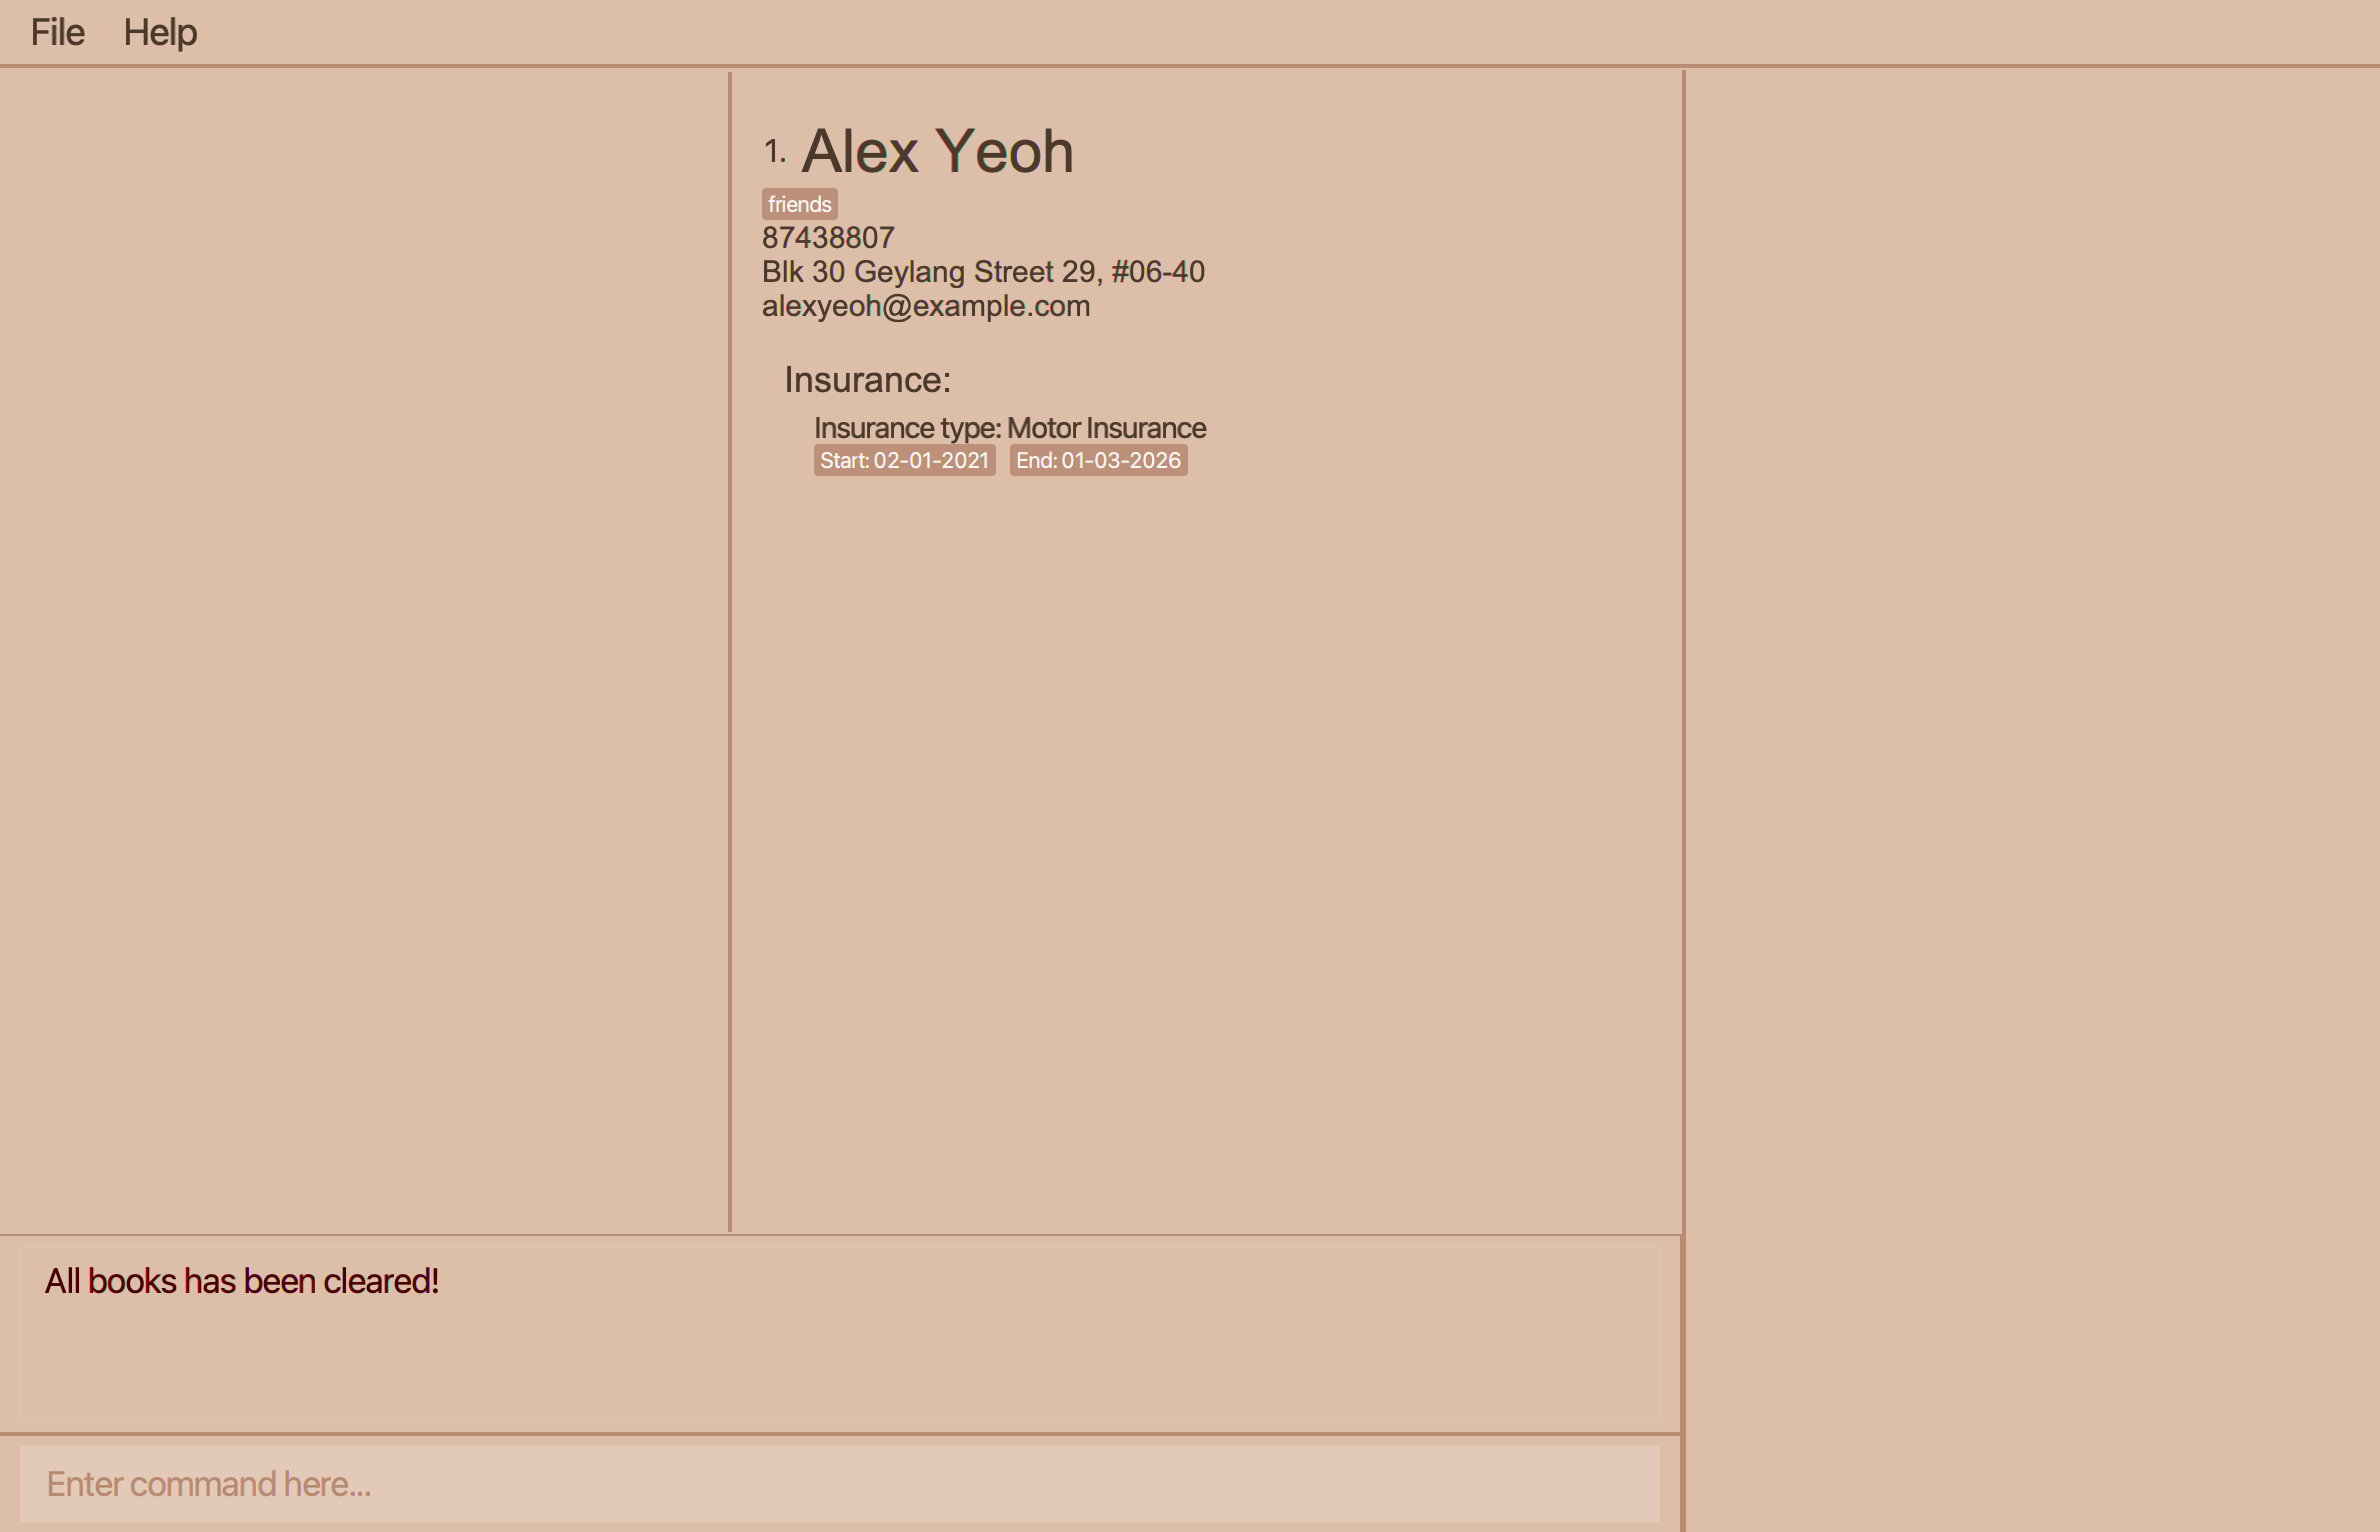 File Help
1. Alex Yeoh
friends
87438807
Blk 30 Geylang Street 29, #06-40
alexyeoh@example.com
Insurance:
Insurance type: Motor Insurance
Start: 02-01-2021 End: 01-03-2026
All books has been cleared!
Enter command here...